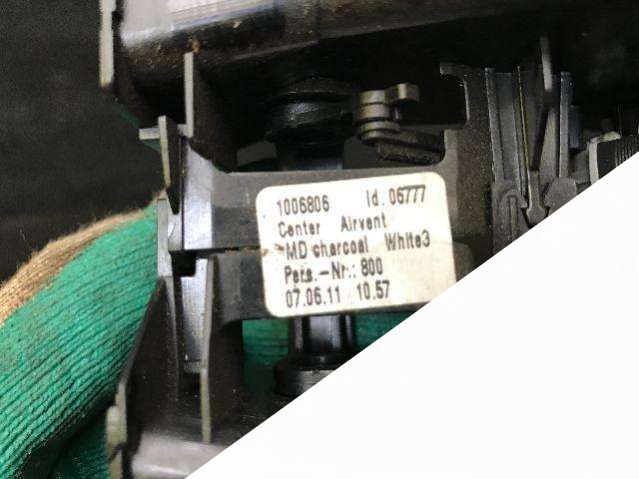 1006806 Id. 06777
Center Airvent
MD charcoal White3
Pers.-Nr.: 800
07.06.11 10.57